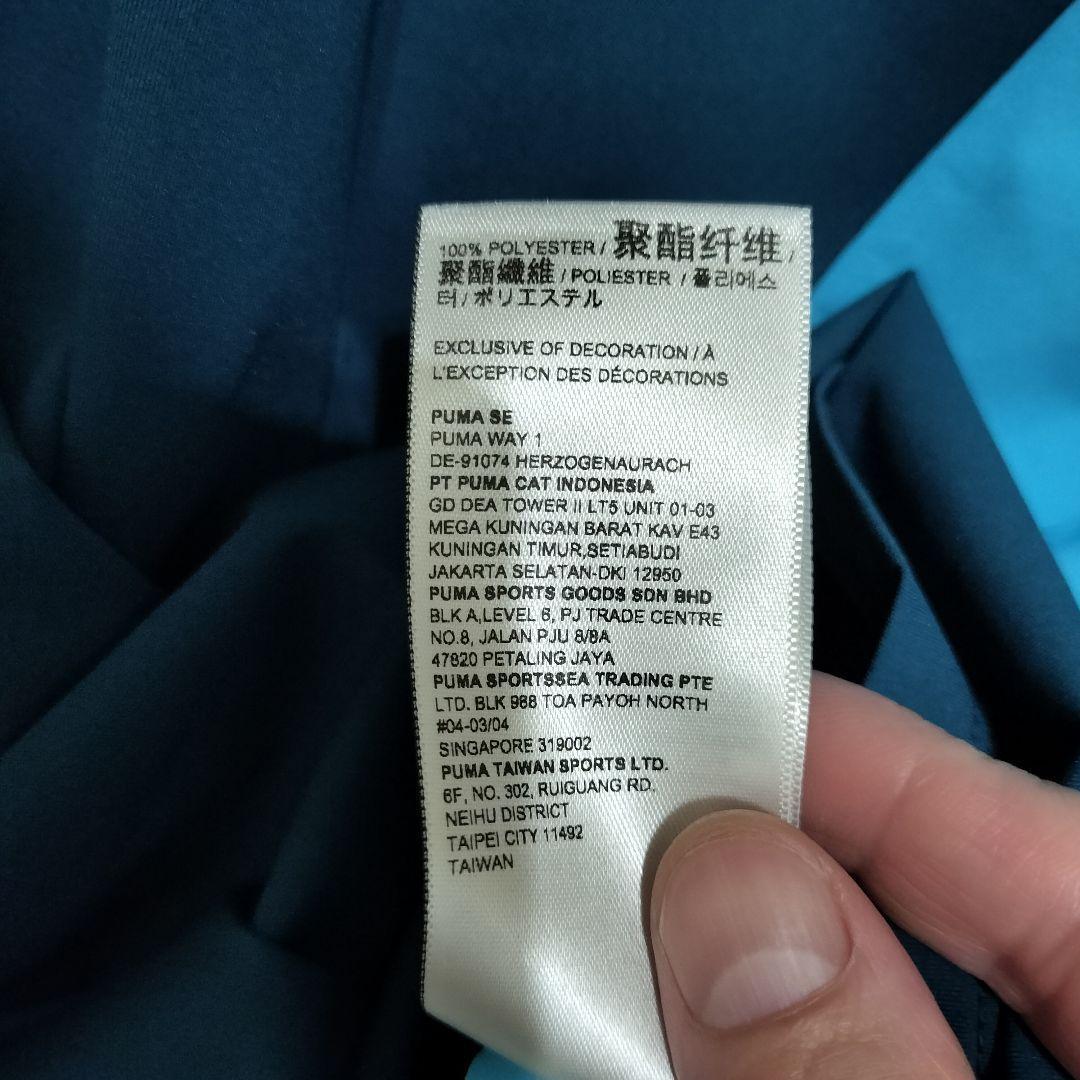 100% POLYESTER / 聚酯纤维 /
聚酯纖維 / POLIESTER / 폴리에스
터 / ポリエステル
EXCLUSIVE OF DECORATION / À
L'EXCEPTION DES DÉCORATIONS
PUMA SE
PUMA WAY 1
DE-91074 HERZOGENAURACH
PT PUMA CAT INDONESIA
GD DEA TOWER II LT5 UNIT 01-03
MEGA KUNINGAN BARAT KAV E43
KUNINGAN TIMUR,SETIABUDI
JAKARTA SELATAN-DKI 12950
PUMA SPORTS GOODS SDN BHD
BLK A,LEVEL 6, PJ TRADE CENTRE
NO.8, JALAN PJU 8/8A
47820 PETALING JAYA
PUMA SPORTSSEA TRADING PTE
LTD. BLK 988 TOA PAYOH NORTH
#04-03/04
SINGAPORE 319002
PUMA TAIWAN SPORTS LTD.
6F, NO. 302, RUIGUANG RD.
NEIHU DISTRICT
TAIPEI CITY 11492
TAIWAN